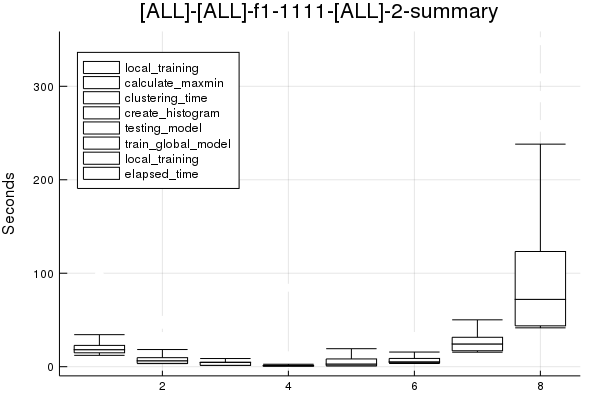 [ALL]-[ALL]-f1-1111-[ALL]-2-summary
local_training
calculate_maxmin
clustering_time
create_histogram
testing_model
train_global_model
local_training
elapsed_time
Seconds
300
200
100
0
2
4
6
8